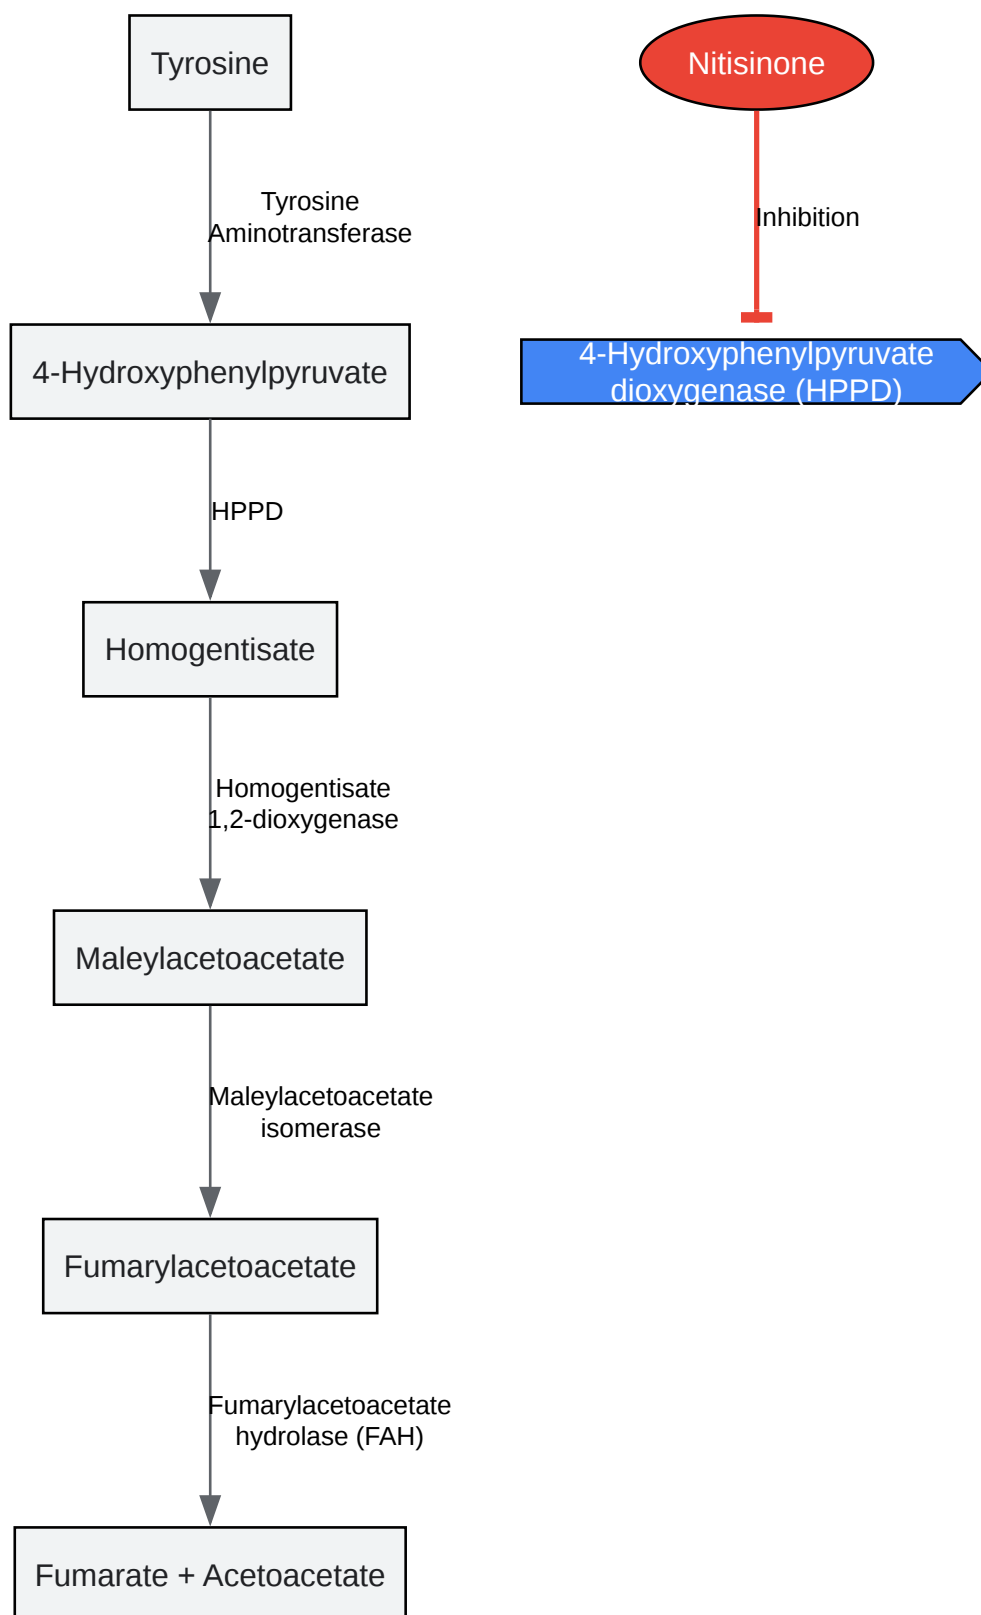 Tyrosine
Nitisinone
Tyrosine
Aminotransferase
Inhibition
4-Hydroxyphenylpyruvate
4-Hydroxyphenylpyruvate
dioxygenase (HPPD)
HPPD
Homogentisate
Homogentisate
1,2-dioxygenase
Maleylacetoacetate
Maleylacetoacetate
isomerase
Fumarylacetoacetate
Fumarylacetoacetate
hydrolase (FAH)
Fumarate + Acetoacetate